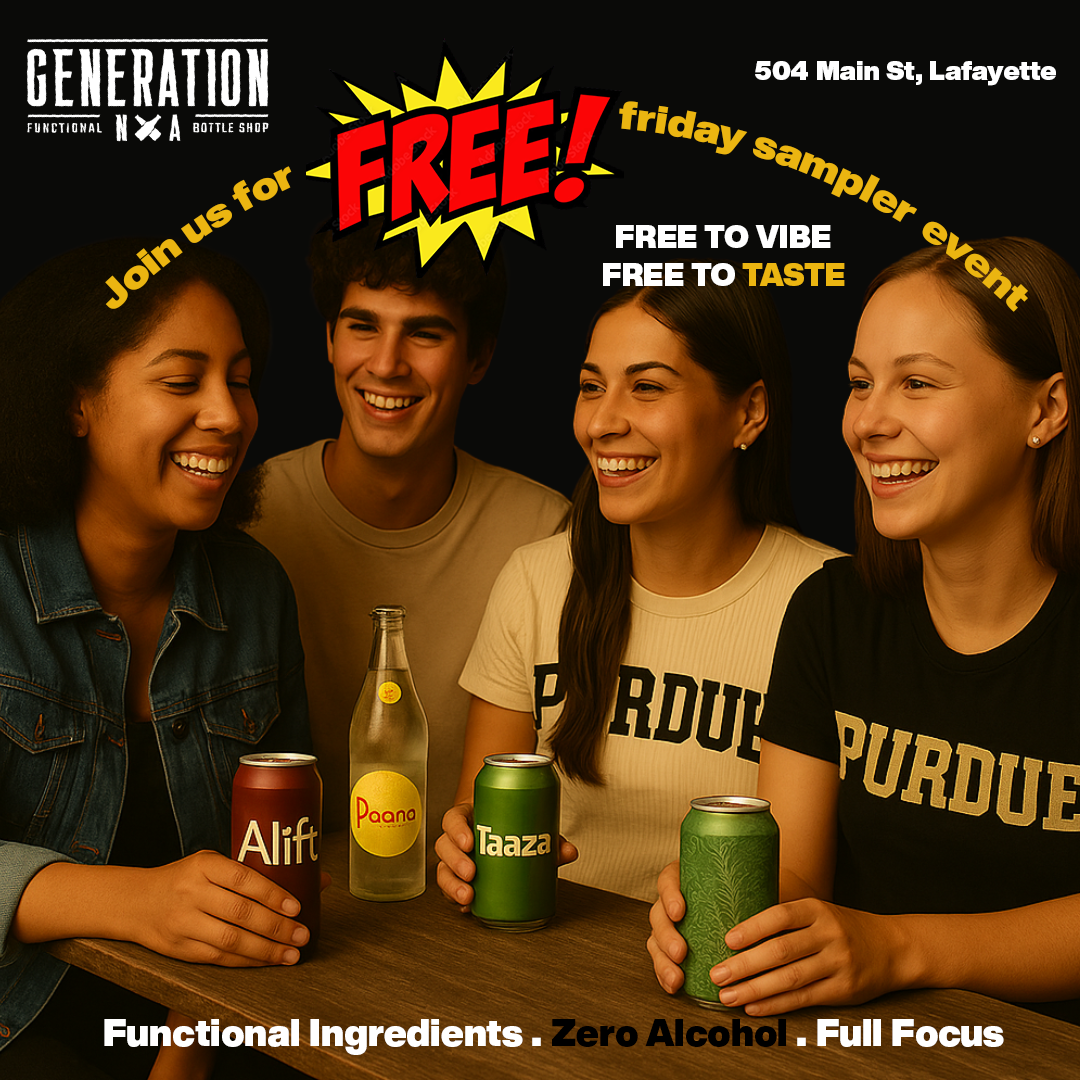 GENERATION
FUNCTIONAL N A BOTTLE SHOP
504 Main St, Lafayette
Join us for FREE! friday sampler event
FREE TO VIBE
FREE TO TASTE
PURDUE
PURDUE
Alift
Paana
Taaza
Functional Ingredients . Zero Alcohol . Full Focus